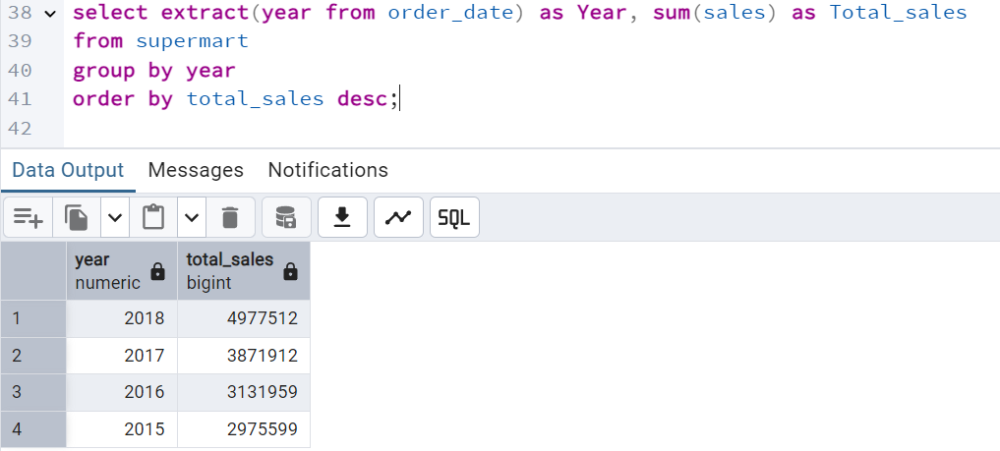 38 select extract(year from order_date) as Year, sum(sales) as Total_sales
39 from supermart
40 group by year
41 order by total_sales desc;
42
Data Output Messages Notifications
SQL
year total_sales
numeric bigint
1 2018 4977512
2 2017 3871912
3 2016 3131959
4 2015 2975599